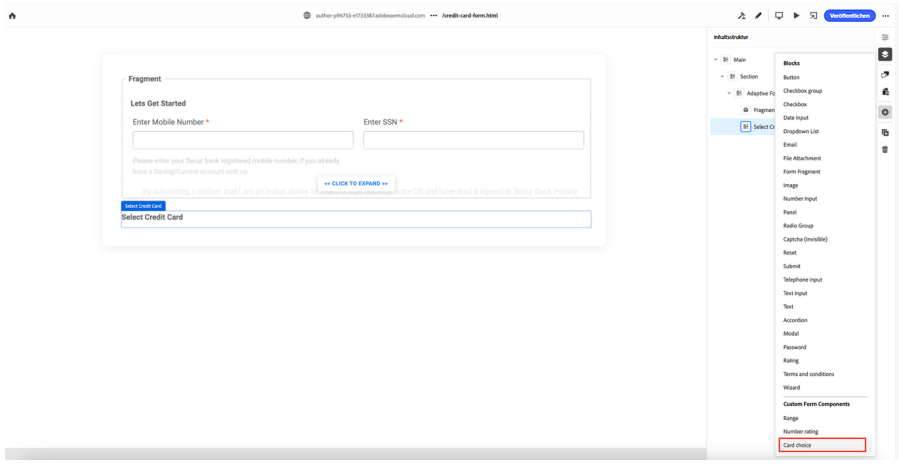 author-p96753-e1733387.adobeaemcloud.com ••• /credit-card-form.html
Veröffentlichen
Inhaltsstruktur
Main
Section
Adaptive Fo
Fragmen
Select Cr
Fragment
Lets Get Started
Enter Mobile Number *
Enter SSN *
Please enter your Secur bank registered mobile number, if you already
have a Saving/Current account with us.
<< CLICK TO EXPAND >>
By submitting, I confirm that I am an Indian above 1 the US and have read & agreed to Secur Bank Privacy
Select Credit Card
Select Credit Card
Blocks
Button
Checkbox group
Checkbox
Date Input
Dropdown List
Email
File Attachment
Form Fragment
Image
Number Input
Panel
Radio Group
Captcha (Invisible)
Reset
Submit
Telephone input
Text Input
Text
Accordion
Modal
Password
Rating
Terms and conditions
Wizard
Custom Form Components
Range
Number rating
Card choice